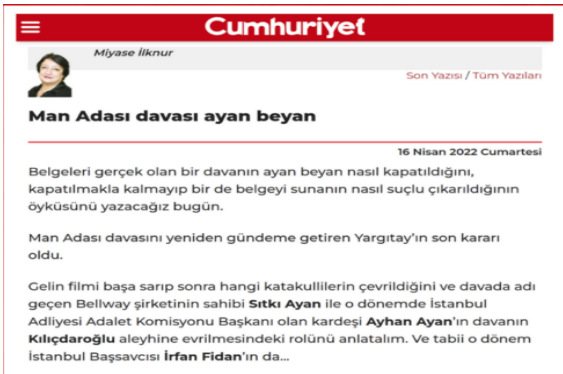 Cumhuriyet
Miyase İlknur
Son Yazısı / Tüm Yazıları
Man Adası davası ayan beyan
16 Nisan 2022 Cumartesi
Belgeleri gerçek olan bir davanın ayan beyan nasıl kapatıldığını,
kapatılmakla kalmayıp bir de belgeyi sunanın nasıl suçlu çıkarıldığının
öyküsünü yazacağız bugün.
Man Adası davasını yeniden gündeme getiren Yargıtay’ın son kararı
oldu.
Gelin filmi başa sarıp sonra hangi katakullilerin çevrildiğini ve davada adı
geçen Bellway şirketinin sahibi Sıtkı Ayan ile o dönemde İstanbul
Adliyesi Adalet Komisyonu Başkanı olan kardeşi Ayhan Ayan’ın davanın
Kılıçdaroğlu aleyhine evrilmesindeki rolünü anlatalım. Ve tabii o dönem
İstanbul Başsavcısı İrfan Fidan’ın da...